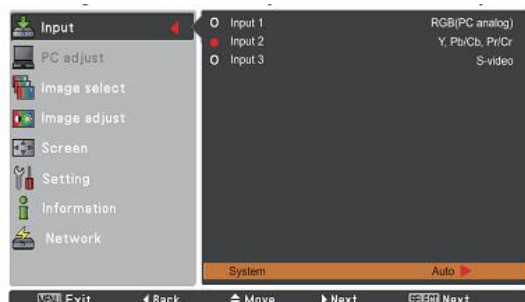 Input
PC adjust
Image select
Image adjust
Screen
Setting
Information
Network
Input 1 RGB(PC analog)
Input 2 Y, Pb/Cb, Pr/Cr
Input 3 S-video
System Auto
MENU Exit Back Move Next SELECT Next